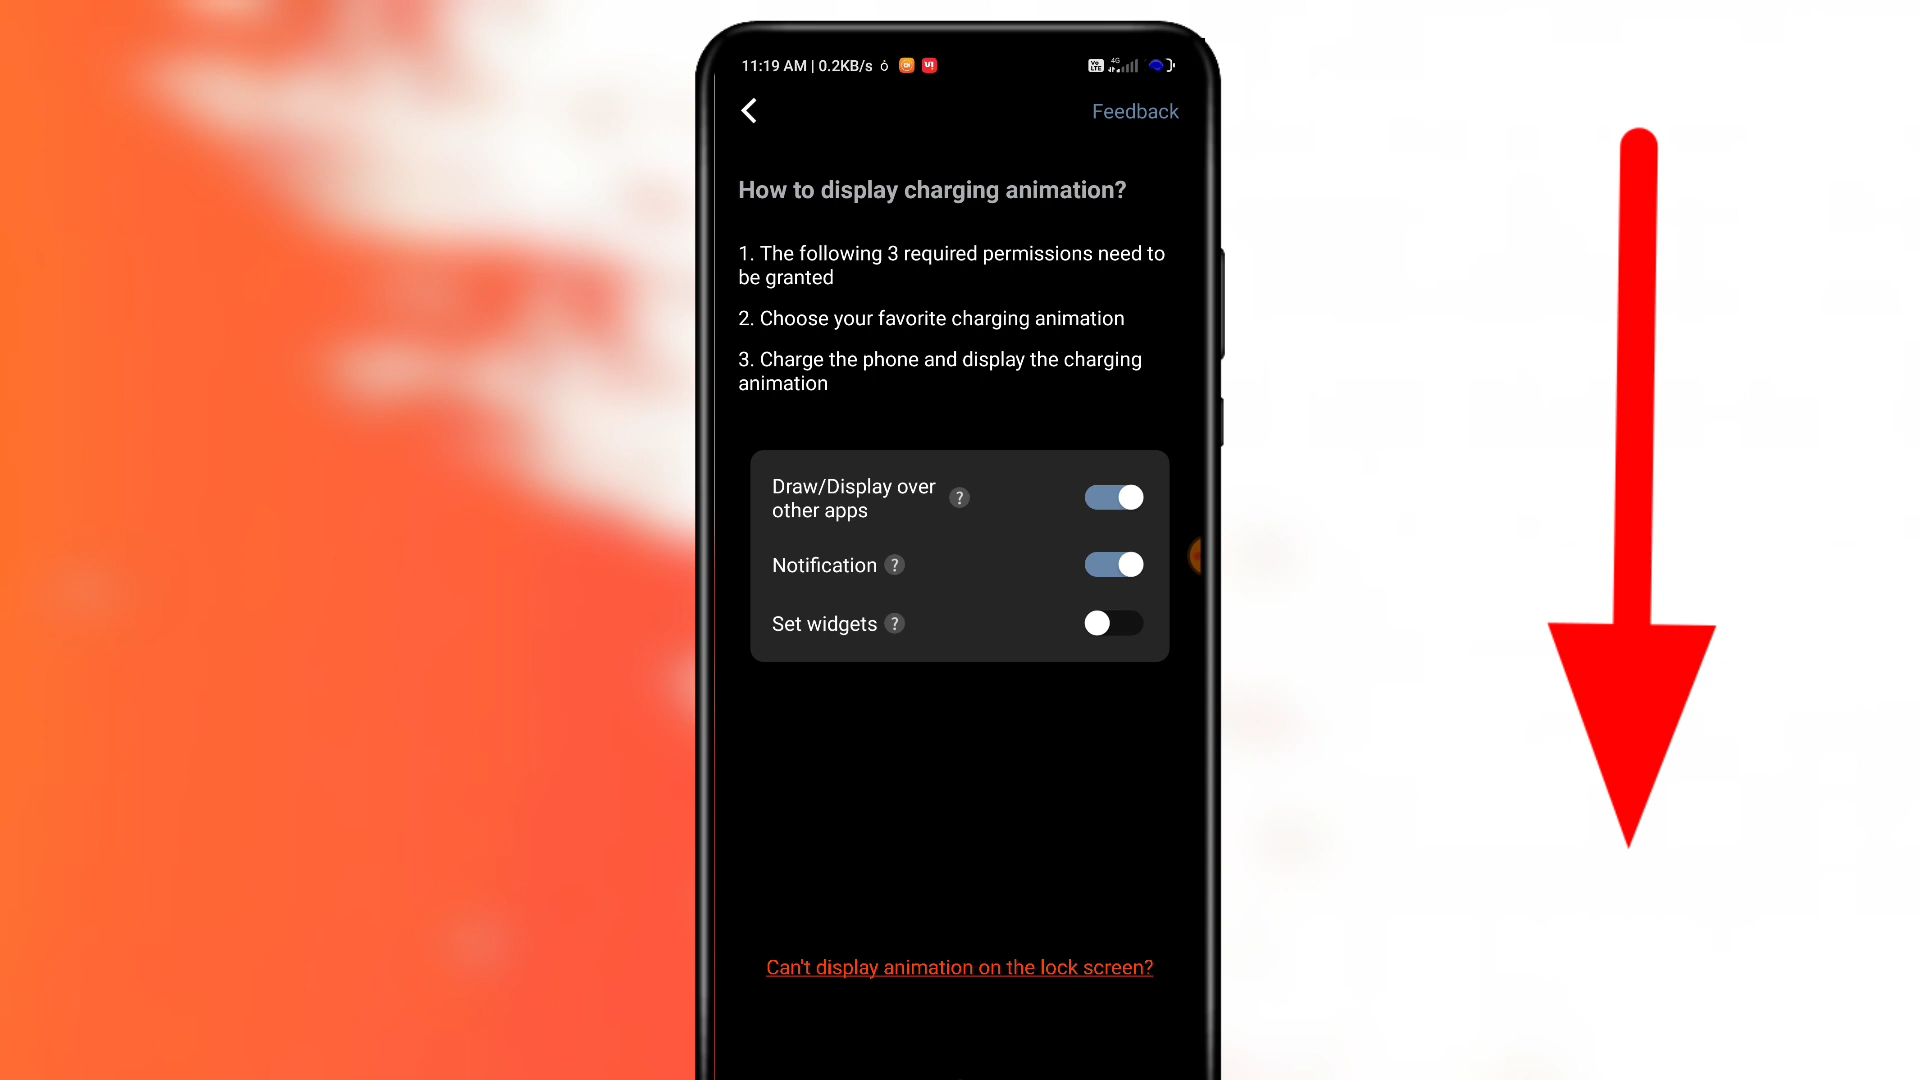 11:19 AM | 0.2KB/s
4G
Feedback
How to display charging animation?
1. The following 3 required permissions need to
be granted
2. Choose your favorite charging animation
3. Charge the phone and display the charging
animation
Draw/Display over
other apps
?
Notification ?
Set widgets ?
Can't display animation on the lock screen?